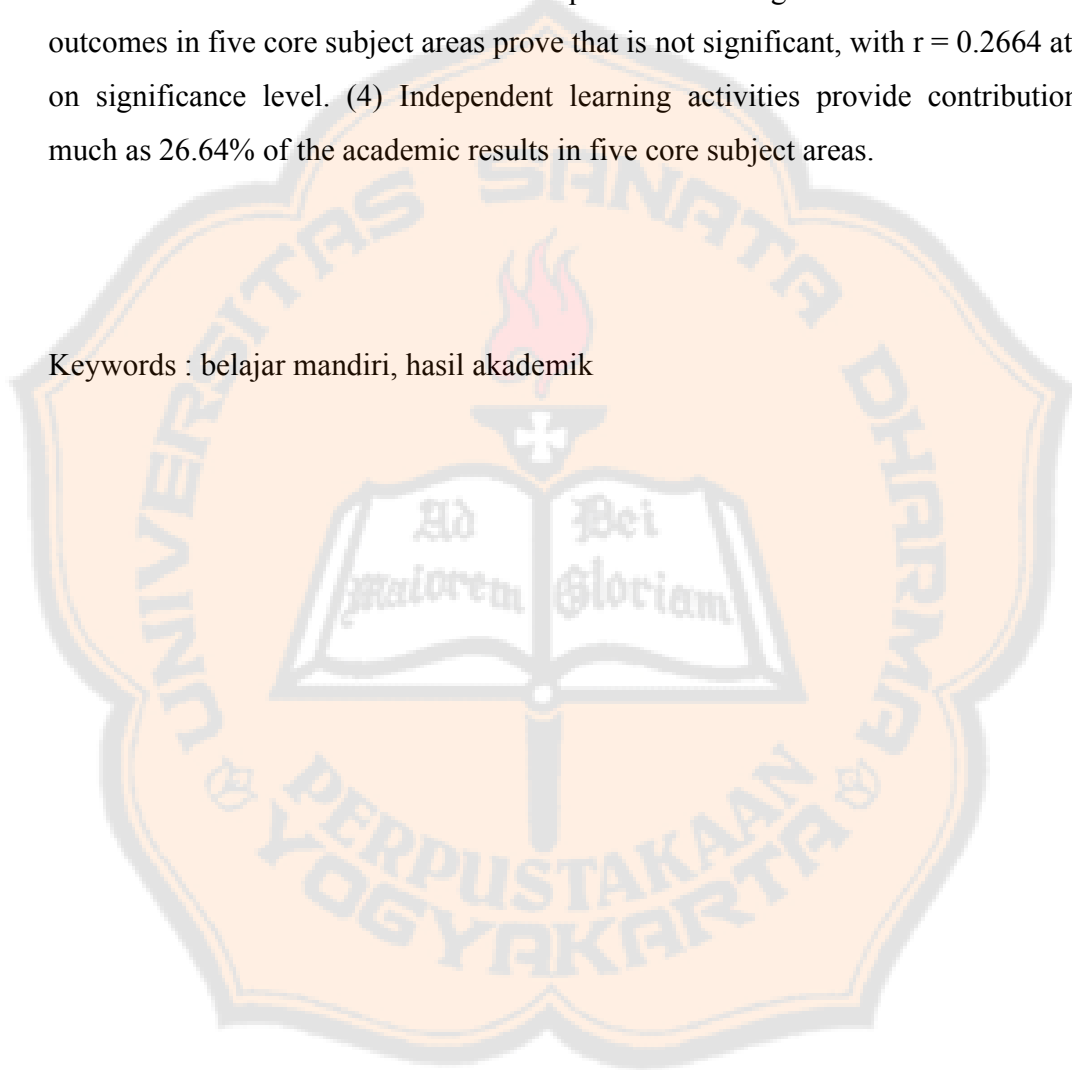 outcomes in five core subject areas prove that is not significant, with r = 0.2664 at
on significance level. (4) Independent learning activities provide contribution
much as 26.64% of the academic results in five core subject areas.
Keywords : belajar mandiri, hasil akademik
UNIVERSITAS SANATA DHARMA
Ad Dei
Maiorem Gloriam
PERPUSTAKAAN
YOGYAKARTA